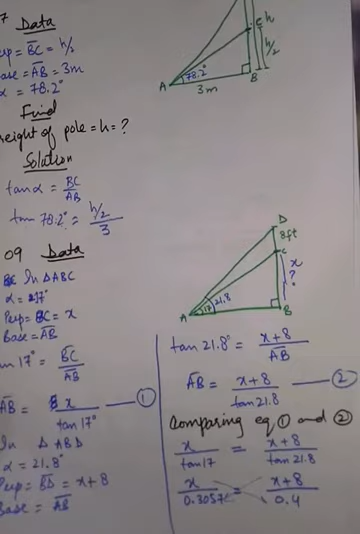 7 Data
Perp = BC = h/2
Base = AB = 3m
α = 78.2°
Find
height of pole = h = ?
Solution
tan α = BC / AB
tan 78.2° = h/2 / 3
C h
h/2
78.2°
A B
3m
09 Data
In ΔABC
α = 17°
Perp = BC = x
Base = AB
tan 17° = BC / AB
AB = x / tan 17° — ①
In ΔABD
α = 21.8°
Perp = BD = x+8
Base = AB
D
8ft
C
x
?
17 21.8
A B
tan 21.8° = x+8 / AB
AB = x+8 / tan 21.8 — ②
Comparing eq ① and ②
x / tan 17 = x+8 / tan 21.8
x / 0.3057 = x+8 / 0.4